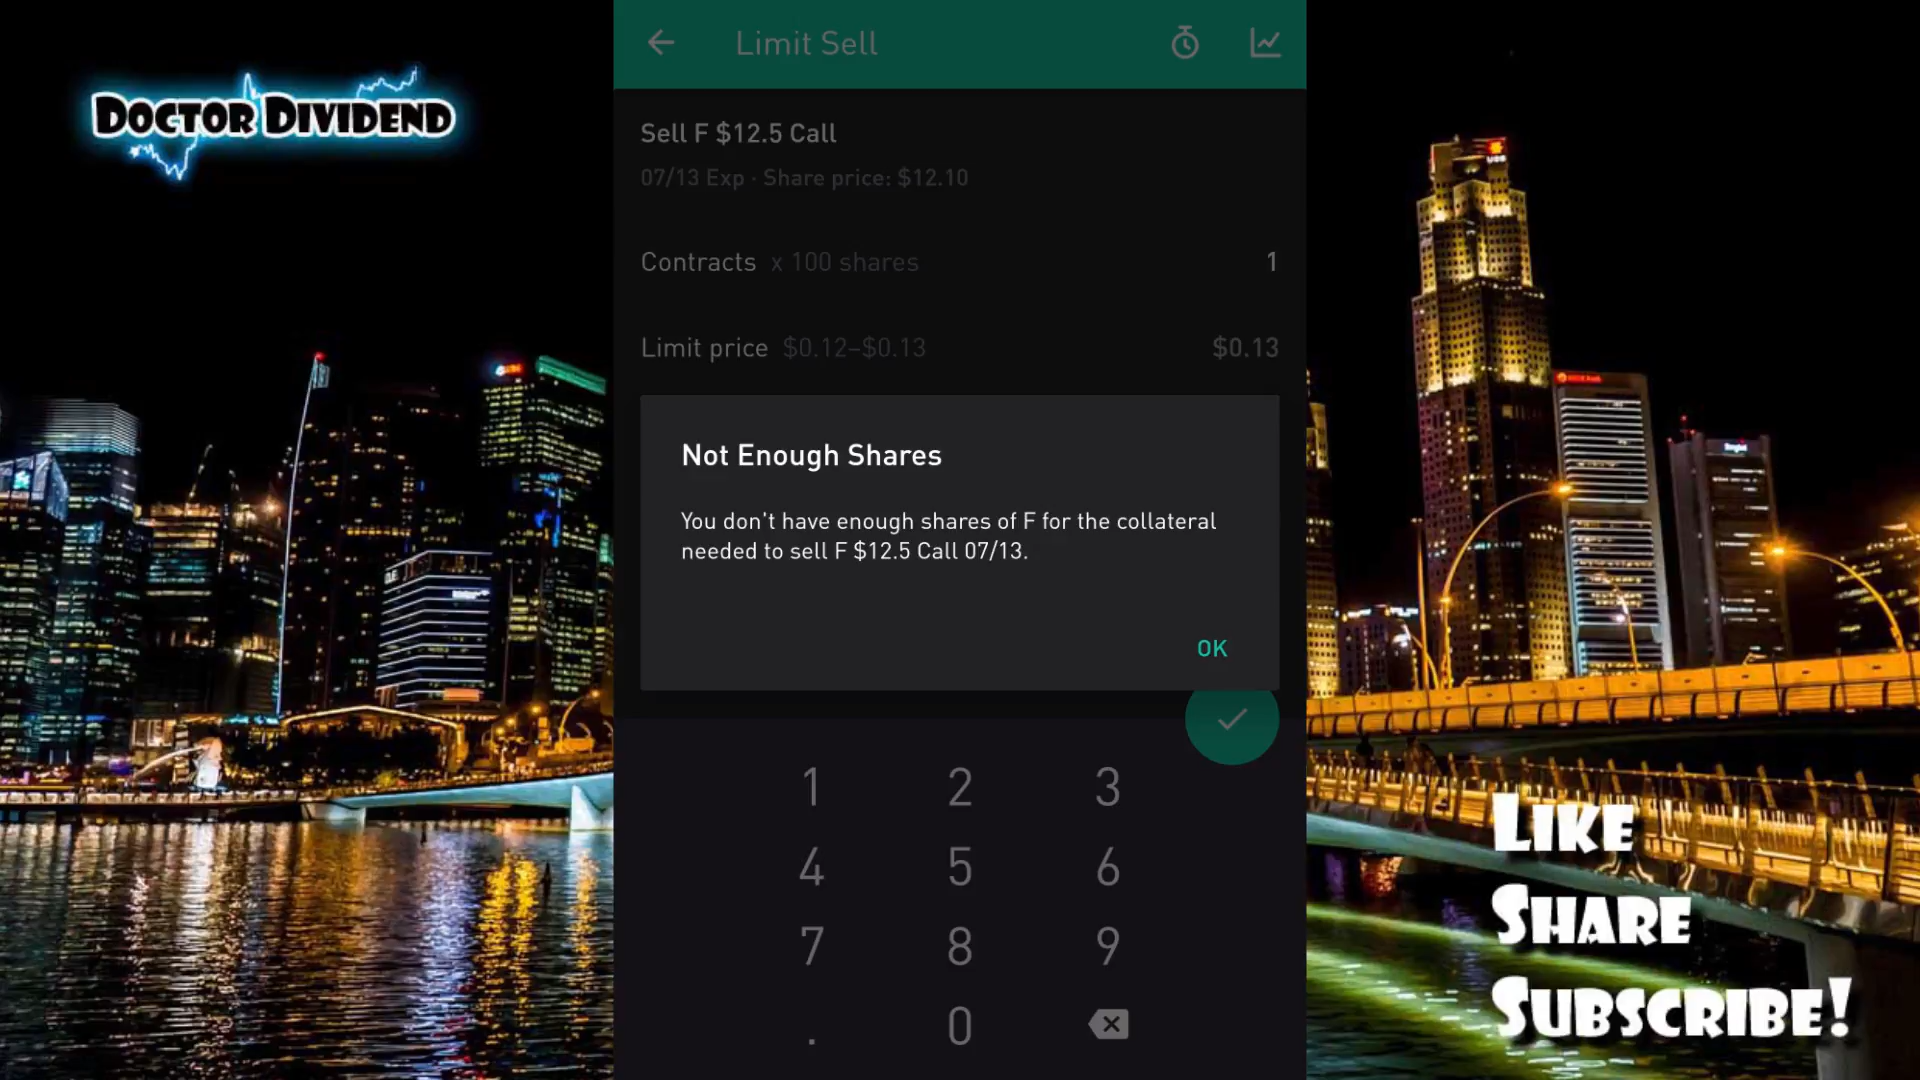 DOCTOR DIVIDEND
Limit Sell
Sell F $12.5 Call
07/13 Exp · Share price: $12.10
Contracts x 100 shares 1
Limit price $0.12–$0.13 $0.13
Not Enough Shares
You don't have enough shares of F for the collateral
needed to sell F $12.5 Call 07/13.
OK
1 2 3
4 5 6
7 8 9
. 0
UOB
LIKE
SHARE
SUBSCRIBE!